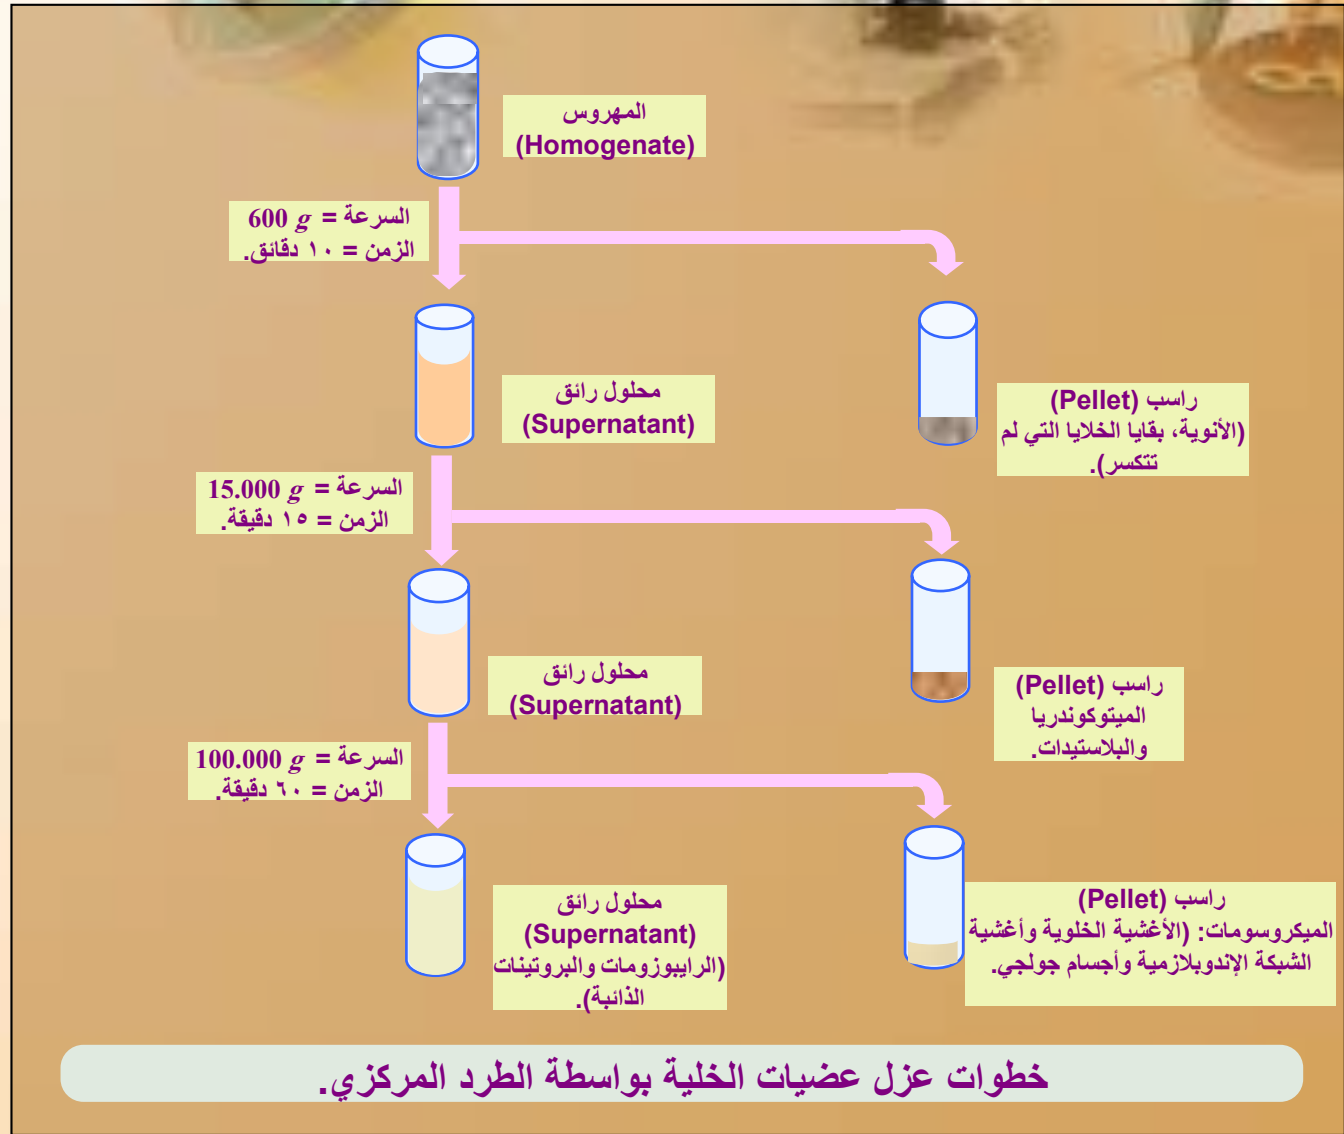 المهروس
(Homogenate)
السرعة = 600 g
الزمن = ١٠ دقائق.
محلول رائق
(Supernatant)
راسب (Pellet)
(الأنوية، بقايا الخلايا التي لم
تتكسر).
السرعة = 15.000 g
الزمن = ١٥ دقيقة.
محلول رائق
(Supernatant)
راسب (Pellet)
الميتوكوندريا
والبلاستيدات.
السرعة = 100.000 g
الزمن = ٦٠ دقيقة.
محلول رائق
(Supernatant)
(الرايبوزومات والبروتينات
الذائبة).
راسب (Pellet)
الميكروسومات: (الأغشية الخلوية وأغشية
الشبكة الإندوبلازمية وأجسام جولجي.
خطوات عزل عضيات الخلية بواسطة الطرد المركزي.